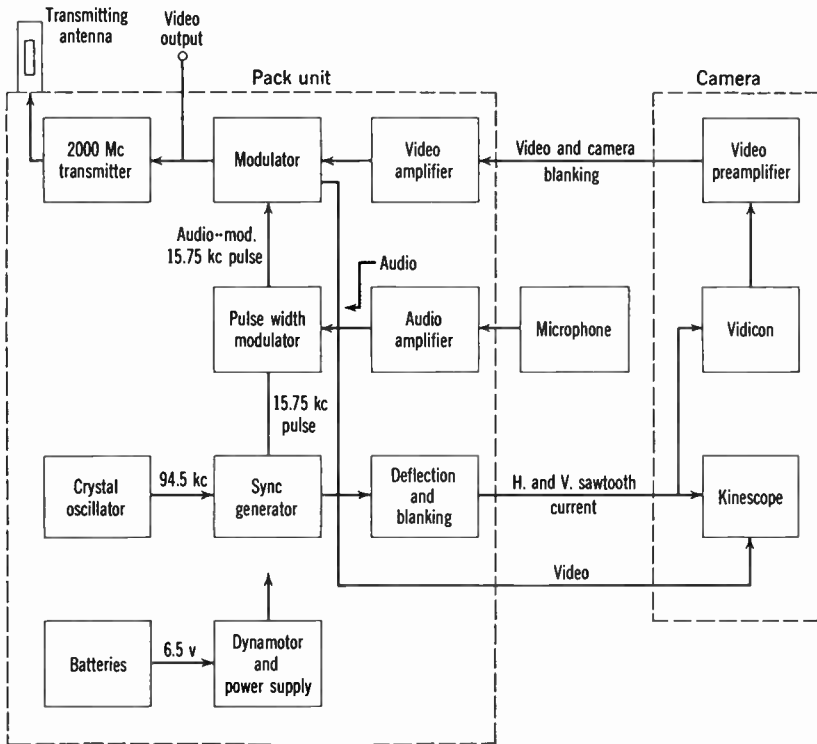 Transmitting
antenna
Video
output
Pack unit
Camera
2000 Mc
transmitter
Modulator
Video
amplifier
Video and camera
blanking
Video
preamplifier
Audio-mod.
15.75 kc pulse
Audio
Pulse width
modulator
Audio
amplifier
Microphone
Vidicon
15.75 kc
pulse
Crystal
oscillator
94.5 kc
Sync
generator
Deflection
and
blanking
H. and V. sawtooth
current
Kinescope
Video
Batteries
6.5 v
Dynamotor
and
power supply